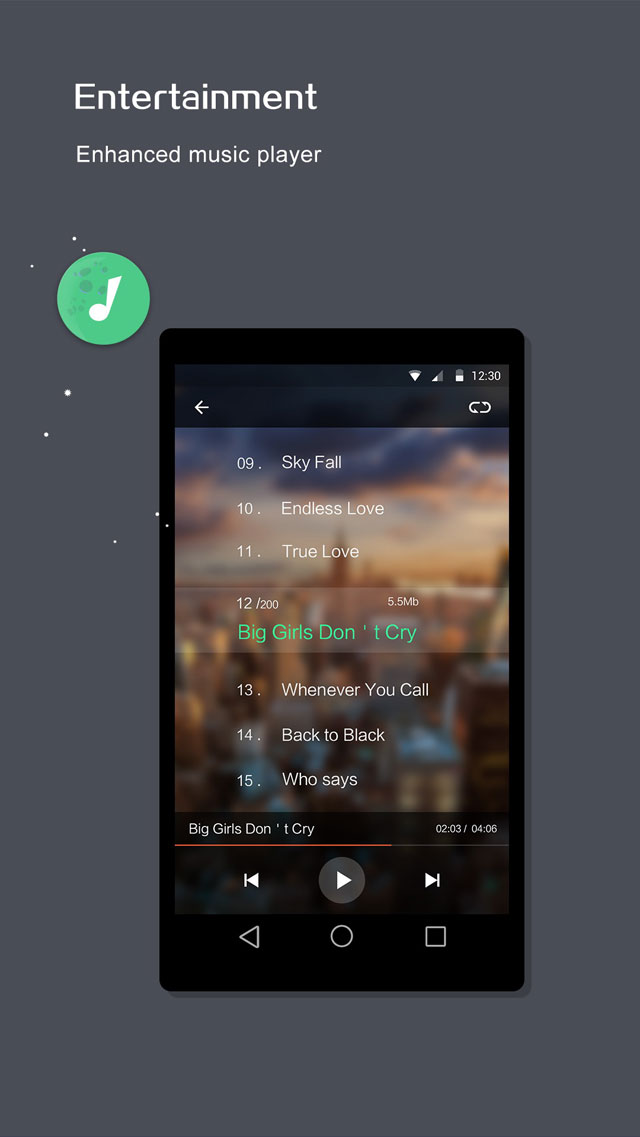 Entertainment
Enhanced music player
12:30
09 . Sky Fall
10 . Endless Love
11 . True Love
12 /200 5.5Mb
Big Girls Don ' t Cry
13 . Whenever You Call
14 . Back to Black
15 . Who says
Big Girls Don ' t Cry 02:03 / 04:06